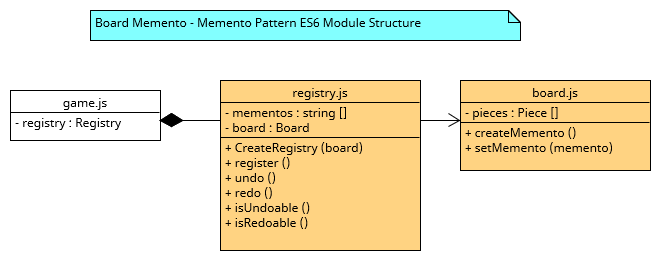 Board Memento - Memento Pattern ES6 Module Structure
game.js
- registry : Registry
registry.js
- mementos : string []
- board : Board
+ CreateRegistry (board)
+ register ()
+ undo ()
+ redo ()
+ isUndoable ()
+ isRedoable ()
board.js
- pieces : Piece []
+ createMemento ()
+ setMemento (memento)